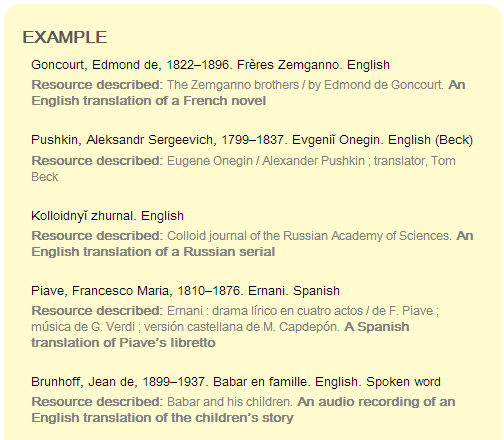 EXAMPLE
Goncourt, Edmond de, 1822–1896. Frères Zemganno. English
Resource described: The Zemganno brothers / by Edmond de Goncourt. An
English translation of a French novel
Pushkin, Aleksandr Sergeevich, 1799–1837. Evgeniĭ Onegin. English (Beck)
Resource described: Eugene Onegin / Alexander Pushkin ; translator, Tom
Beck
Kolloidnyĭ zhurnal. English
Resource described: Colloid journal of the Russian Academy of Sciences. An
English translation of a Russian serial
Piave, Francesco Maria, 1810–1876. Ernani. Spanish
Resource described: Ernani : drama lírico en cuatro actos / de F. Piave ;
música de G. Verdi ; versión castellana de M. Capdepón. A Spanish
translation of Piave's libretto
Brunhoff, Jean de, 1899–1937. Babar en famille. English. Spoken word
Resource described: Babar and his children. An audio recording of an
English translation of the children's story